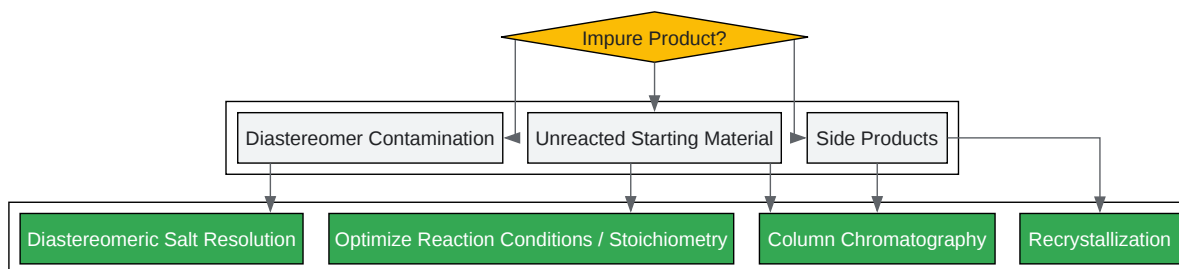 Impure Product?
Diastereomer Contamination
Unreacted Starting Material
Side Products
Diastereomeric Salt Resolution
Optimize Reaction Conditions / Stoichiometry
Column Chromatography
Recrystallization